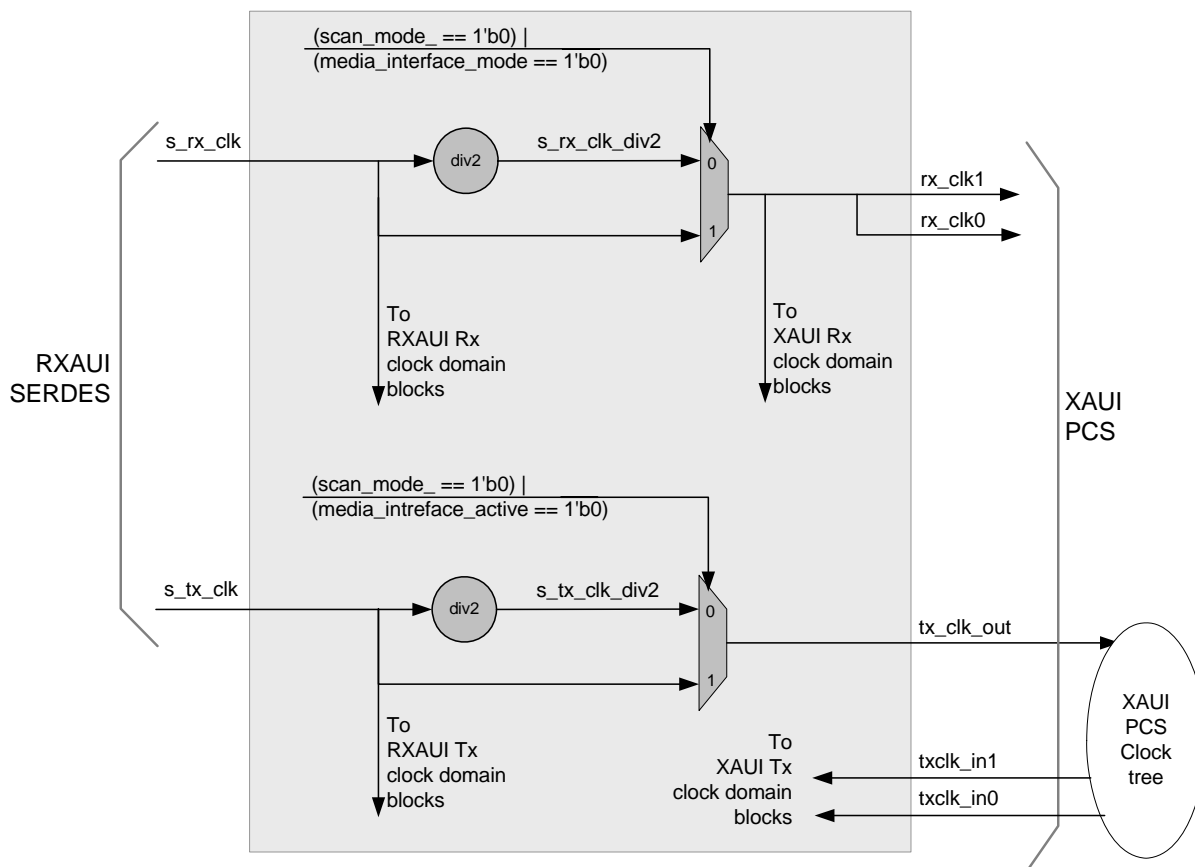 (scan_mode_ == 1'b0) |
(media_interface_mode == 1'b0)
s_rx_clk
div2
s_rx_clk_div2
0
1
rx_clk1
rx_clk0
To
RXAUI Rx
clock domain
blocks
To
XAUI Rx
clock domain
blocks
RXAUI
SERDES
XAUI
PCS
(scan_mode_ == 1'b0) |
(media_intreface_active == 1'b0)
s_tx_clk
div2
s_tx_clk_div2
0
1
tx_clk_out
To
RXAUI Tx
clock domain
blocks
To
XAUI Tx
clock domain
blocks
txclk_in1
txclk_in0
XAUI
PCS
Clock
tree